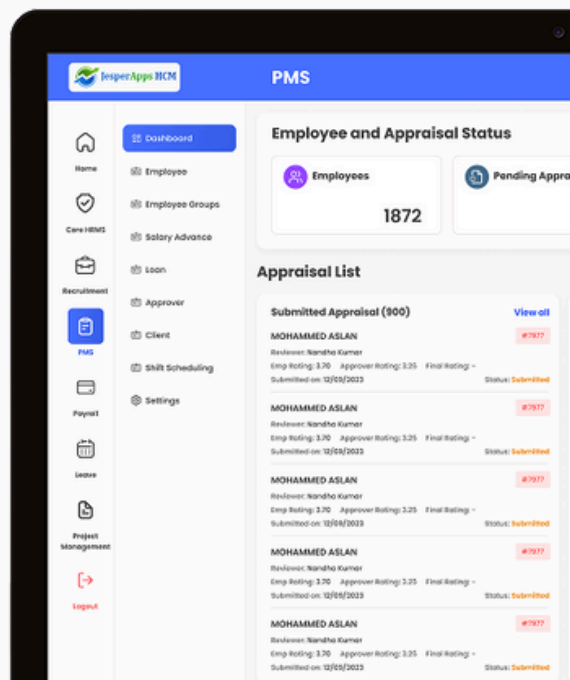 JesperApps HCM
PMS
Home
Core HRMS
Recruitment
PMS
Payroll
Leave
Project
Management
Logout
Dashboard
Employee
Employee Groups
Salary Advance
Loan
Approver
Client
Shift Scheduling
Settings
Employee and Appraisal Status
Employees
1872
Pending Appra
Appraisal List
Submitted Appraisal (900) View all
MOHAMMED ASLAN #7977
Reviewer: Nandha Kumar
Emp Rating: 3.70 Approver Rating: 3.25 Final Rating: -
Submitted on: 12/05/2023 Status: Submitted
MOHAMMED ASLAN #7977
Reviewer: Nandha Kumar
Emp Rating: 3.70 Approver Rating: 3.25 Final Rating: -
Submitted on: 12/05/2023 Status: Submitted
MOHAMMED ASLAN #7977
Reviewer: Nandha Kumar
Emp Rating: 3.70 Approver Rating: 3.25 Final Rating: -
Submitted on: 12/05/2023 Status: Submitted
MOHAMMED ASLAN #7977
Reviewer: Nandha Kumar
Emp Rating: 3.70 Approver Rating: 3.25 Final Rating: -
Submitted on: 12/05/2023 Status: Submitted
MOHAMMED ASLAN #7977
Reviewer: Nandha Kumar
Emp Rating: 3.70 Approver Rating: 3.25 Final Rating: -
Submitted on: 12/05/2023 Status: Submitted